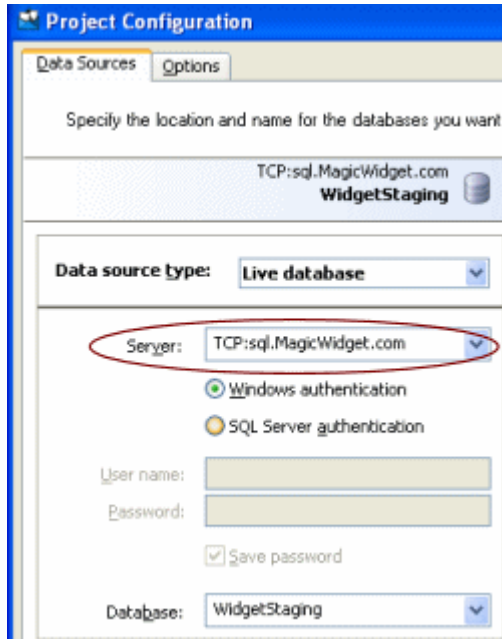 Project Configuration
Data Sources
Options
Specify the location and name for the databases you want
TCP:sql.MagicWidget.com
WidgetStaging
Data source type:
Live database
Server:
TCP:sql.MagicWidget.com
Windows authentication
SQL Server authentication
User name:
Password:
Save password
Database:
WidgetStaging